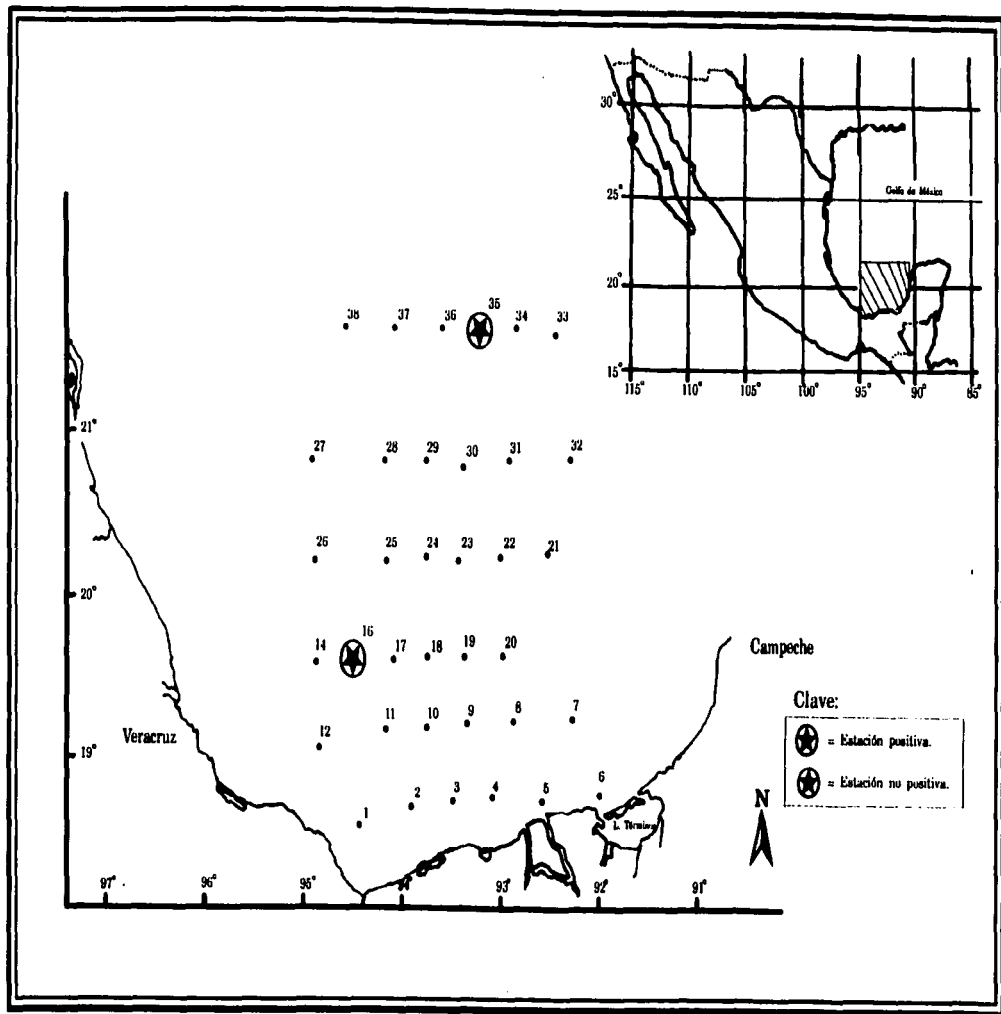 30°
25°
Golfo de México
20°
15°
115° 110° 105° 100° 95° 90° 85°
38 37 36 35 34 33
21°
27 28 29 30 31 32
26 25 24 23 22 21
20°
14 16 17 18 19 20
Campeche
Clave:
= Estación positiva.
= Estación no positiva.
Veracruz
12 11 10 9 8 7
19°
1 2 3 4 5 6
L. Términos
N
97° 96° 95° 94 93° 92° 91°